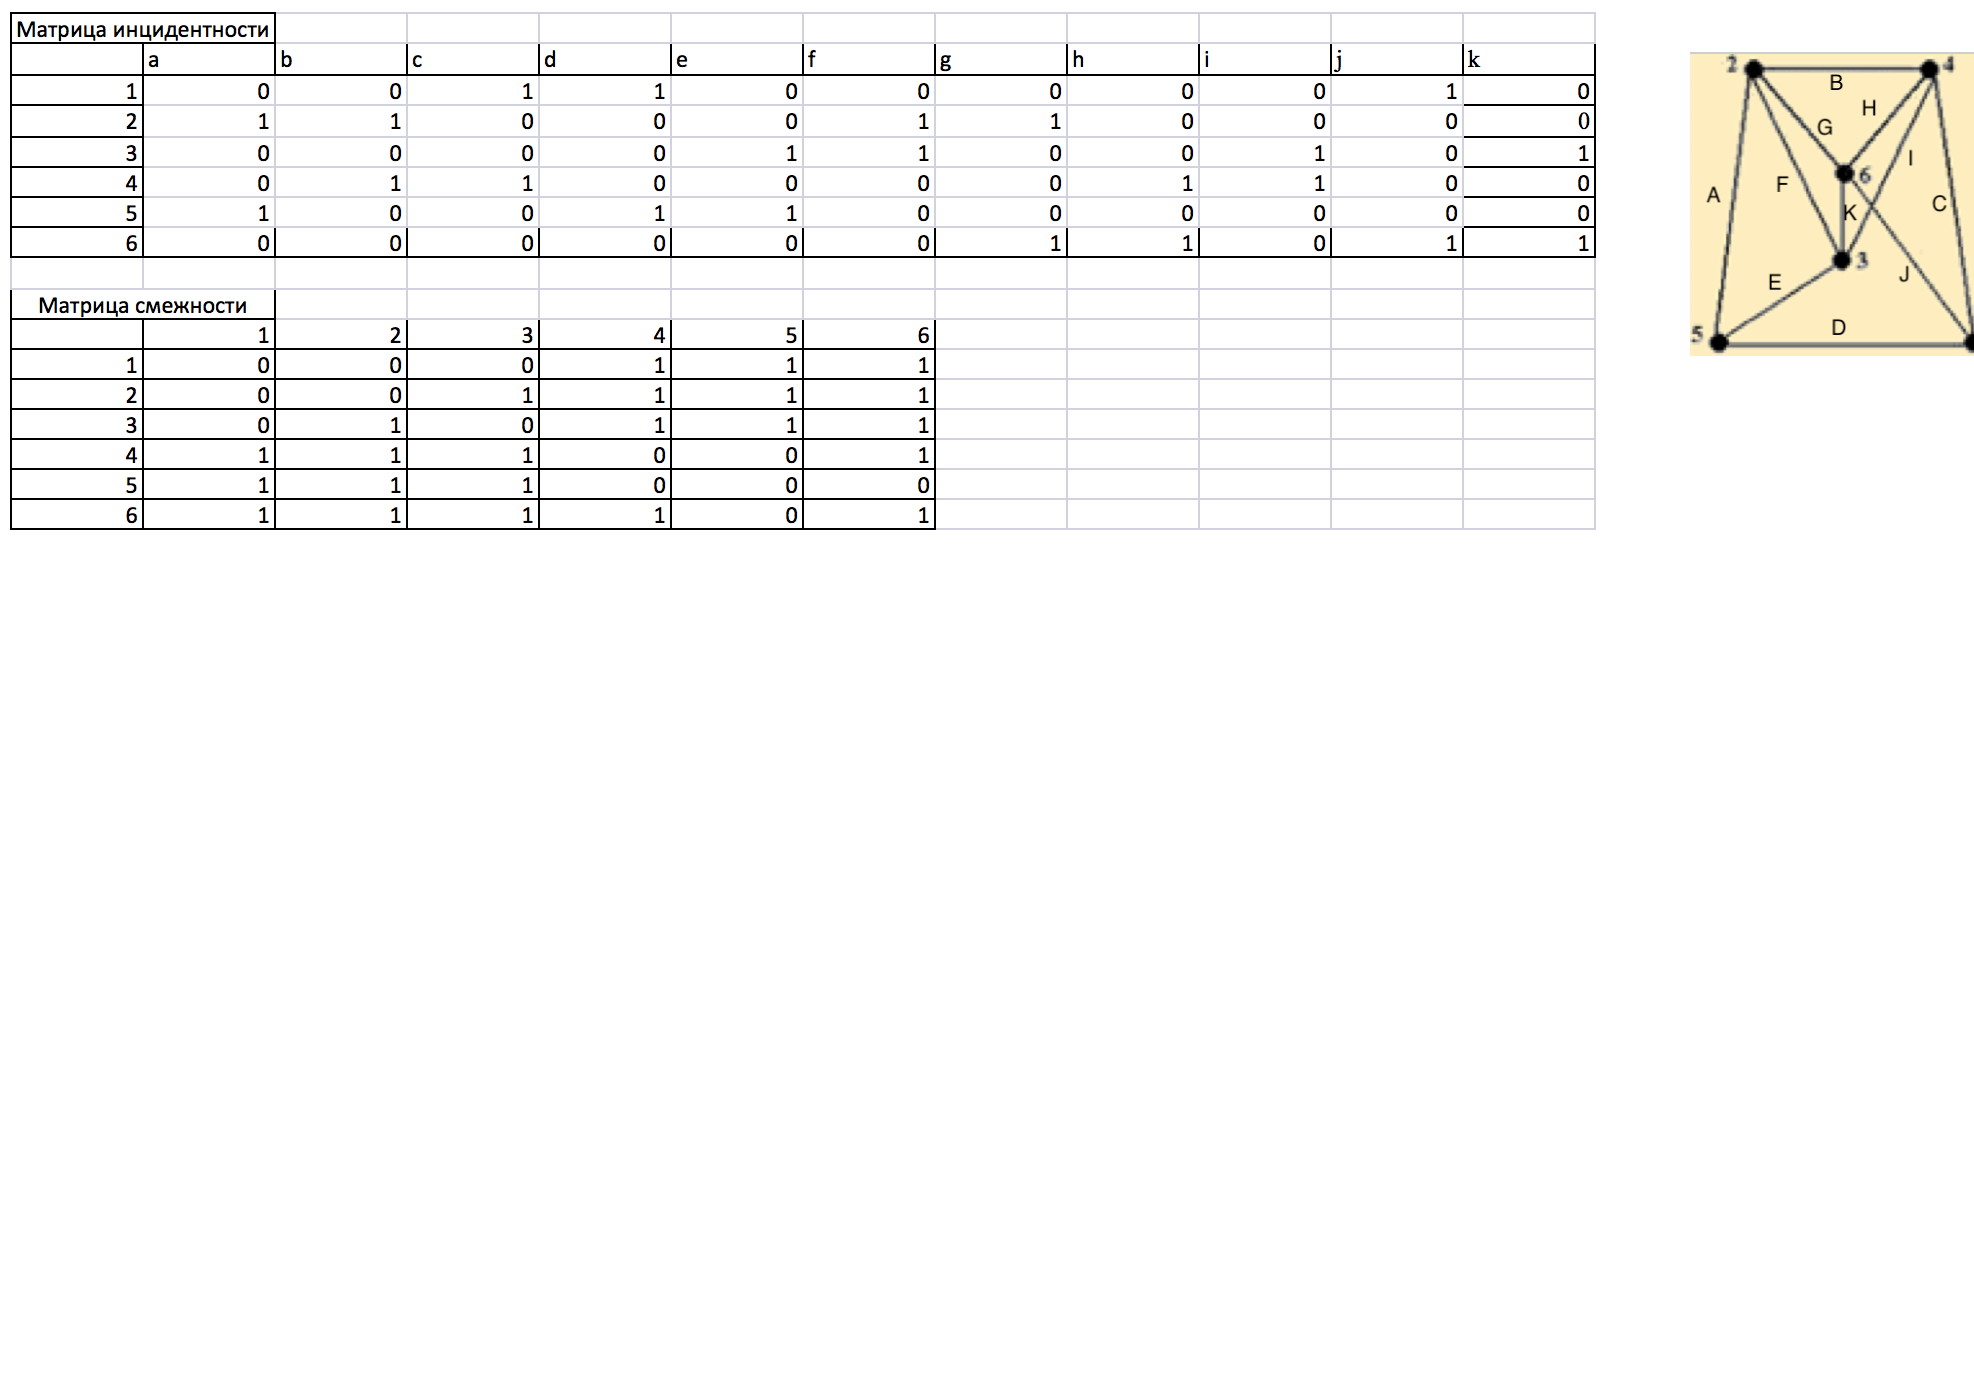 Матрица инцидентности
a b c d e f g h i j k
1 0 0 1 1 0 0 0 0 0 1 0
2 1 1 0 0 0 1 1 0 0 0 0
3 0 0 0 0 1 1 0 0 1 0 1
4 0 1 1 0 0 0 0 1 1 0 0
5 1 0 0 1 1 0 0 0 0 0 0
6 0 0 0 0 0 0 1 1 0 1 1
Матрица смежности
1 2 3 4 5 6
1 0 0 0 1 1 1
2 0 0 1 1 1 1
3 0 1 0 1 1 1
4 1 1 1 0 0 1
5 1 1 1 0 0 0
6 1 1 1 1 0 1
2 4
B
H
G
I
6
F
A
K
C
3
J
E
D
5